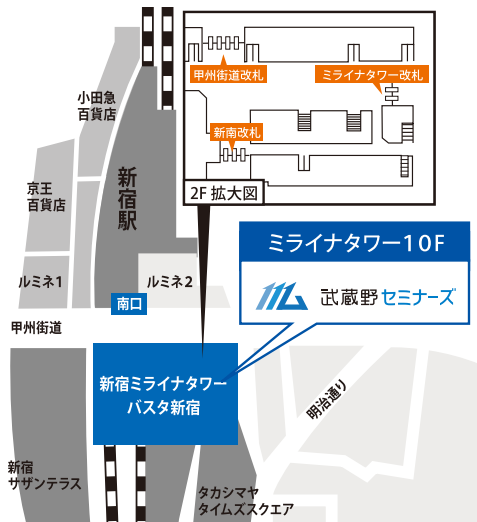 甲州街道改札
ミライナタワー改札
新南改札
2F 拡大図
小田急
百貨店
新宿駅
京王
百貨店
ルミネ1
ルミネ2
南口
甲州街道
ミライナタワー10F
武蔵野セミナーズ
新宿ミライナタワー
バスタ新宿
明治通り
新宿
サザンテラス
タカシマヤ
タイムズスクエア